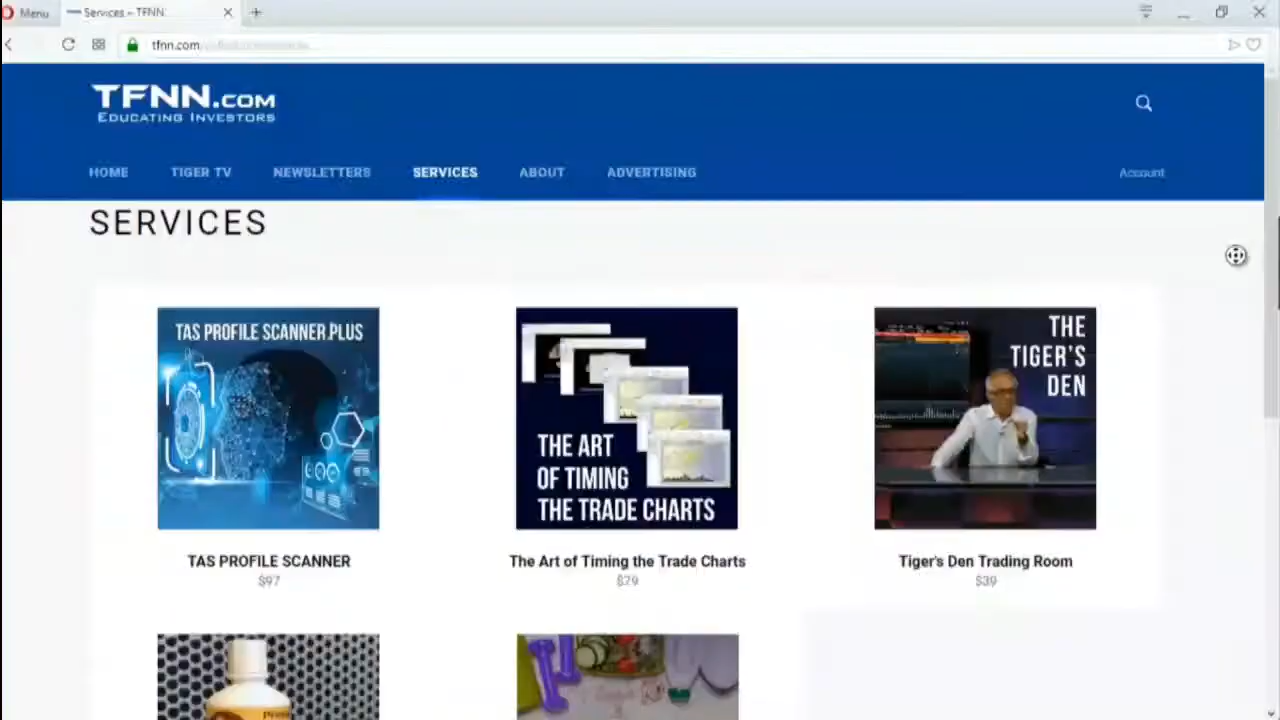 Menu
Services – TFNN
tfnn.com
TFNN.COM
EDUCATING INVESTORS
HOME
TIGER TV
NEWSLETTERS
SERVICES
ABOUT
ADVERTISING
Account
SERVICES
TAS PROFILE SCANNER PLUS
THE ART
OF TIMING
THE TRADE CHARTS
THE
TIGER'S
DEN
TAS PROFILE SCANNER
$97
The Art of Timing the Trade Charts
$79
Tiger's Den Trading Room
$39